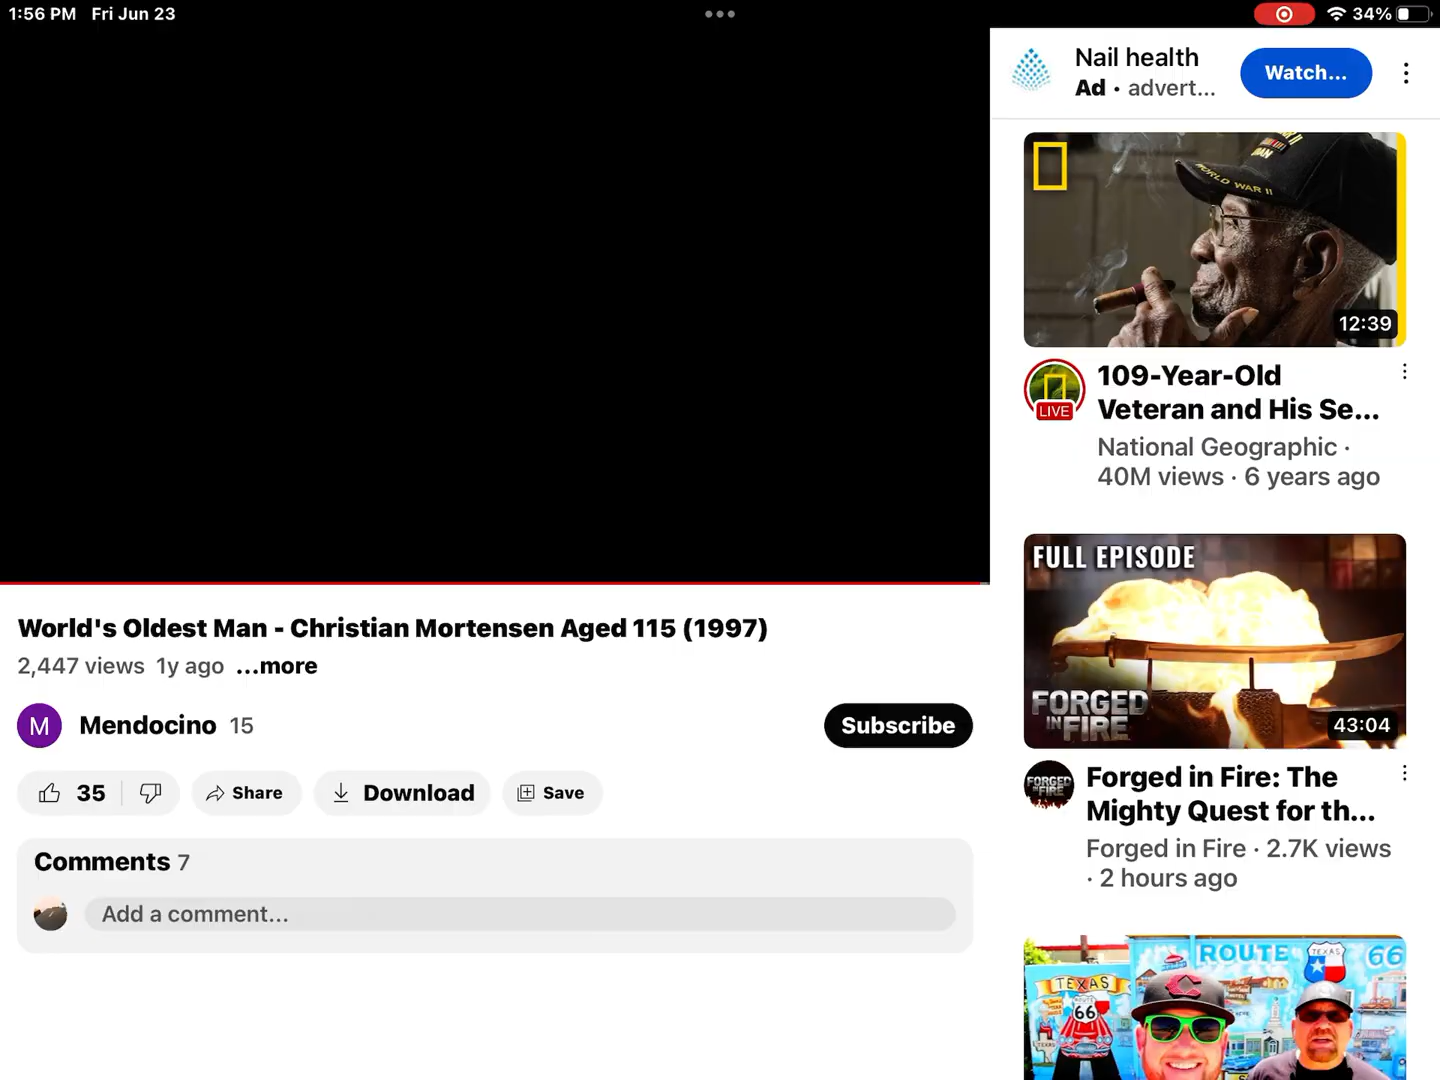 1:56 PM Fri Jun 23
34%
Nail health
Ad · advert...
Watch...
WORLD WAR II
12:39
LIVE
109-Year-Old
Veteran and His Se...
National Geographic ·
40M views · 6 years ago
World's Oldest Man - Christian Mortensen Aged 115 (1997)
2,447 views 1y ago ...more
M Mendocino 15
Subscribe
35
Share
Download
Save
Comments 7
Add a comment...
FULL EPISODE
FORGED
IN FIRE
43:04
FORGED
IN FIRE
Forged in Fire: The
Mighty Quest for th...
Forged in Fire · 2.7K views
· 2 hours ago
ROUTE
TEXAS
66
TEXAS
66